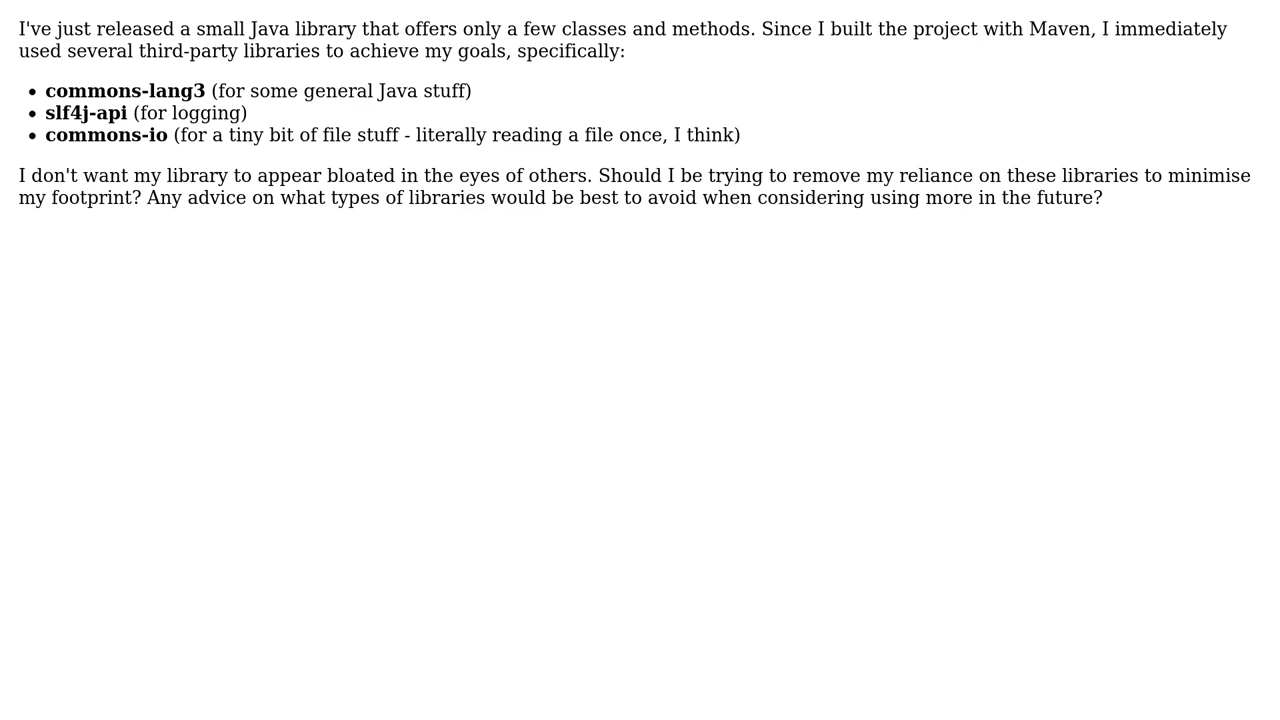 I've just released a small Java library that offers only a few classes and methods. Since I built the project with Maven, I immediately
used several third-party libraries to achieve my goals, specifically:
• commons-lang3 (for some general Java stuff)
• slf4j-api (for logging)
• commons-io (for a tiny bit of file stuff - literally reading a file once, I think)
I don't want my library to appear bloated in the eyes of others. Should I be trying to remove my reliance on these libraries to minimise
my footprint? Any advice on what types of libraries would be best to avoid when considering using more in the future?